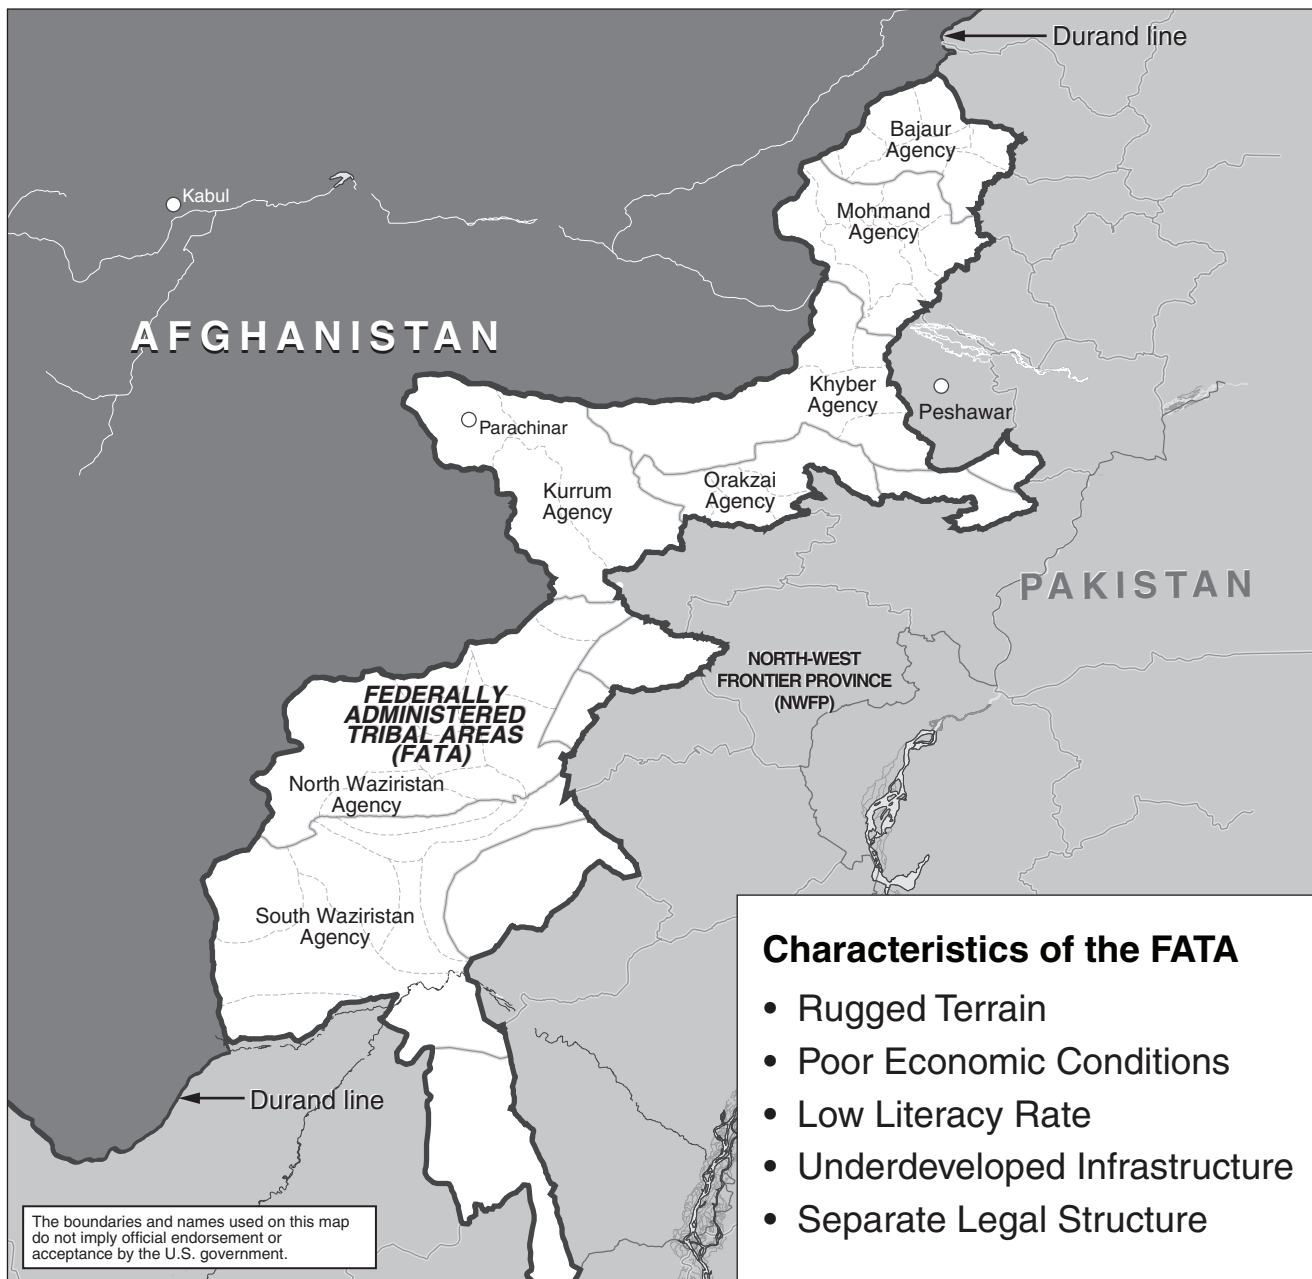 Durand line
Bajaur
Agency
Kabul
Mohmand
Agency
AFGHANISTAN
Khyber
Agency
Peshawar
Parachinar
Orakzai
Agency
Kurrum
Agency
PAKISTAN
NORTH-WEST
FRONTIER PROVINCE
(NWFP)
FEDERALLY
ADMINISTERED
TRIBAL AREAS
(FATA)
North Waziristan
Agency
South Waziristan
Agency
Durand line
Characteristics of the FATA
• Rugged Terrain
• Poor Economic Conditions
• Low Literacy Rate
• Underdeveloped Infrastructure
• Separate Legal Structure
The boundaries and names used on this map
do not imply official endorsement or
acceptance by the U.S. government.